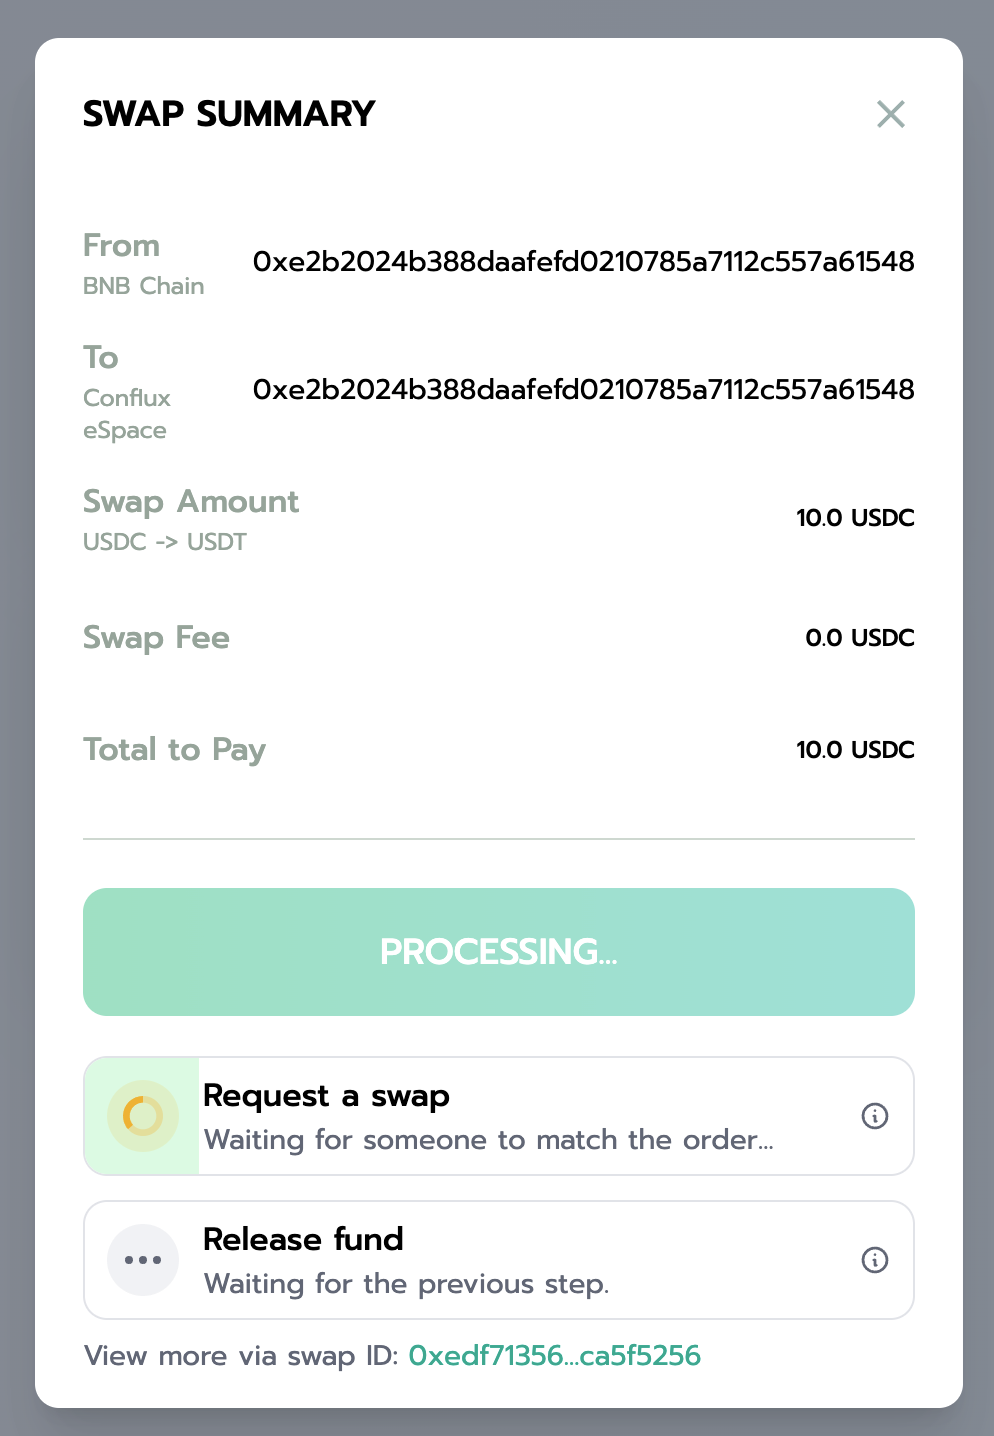 SWAP SUMMARY
From
BNB Chain
0xe2b2024b388daafefd0210785a7112c557a61548
To
Conflux
eSpace
0xe2b2024b388daafefd0210785a7112c557a61548
Swap Amount
USDC -> USDT
10.0 USDC
Swap Fee
0.0 USDC
Total to Pay
10.0 USDC
PROCESSING...
Request a swap
Waiting for someone to match the order...
Release fund
Waiting for the previous step.
View more via swap ID: 0xedf71356...ca5f5256